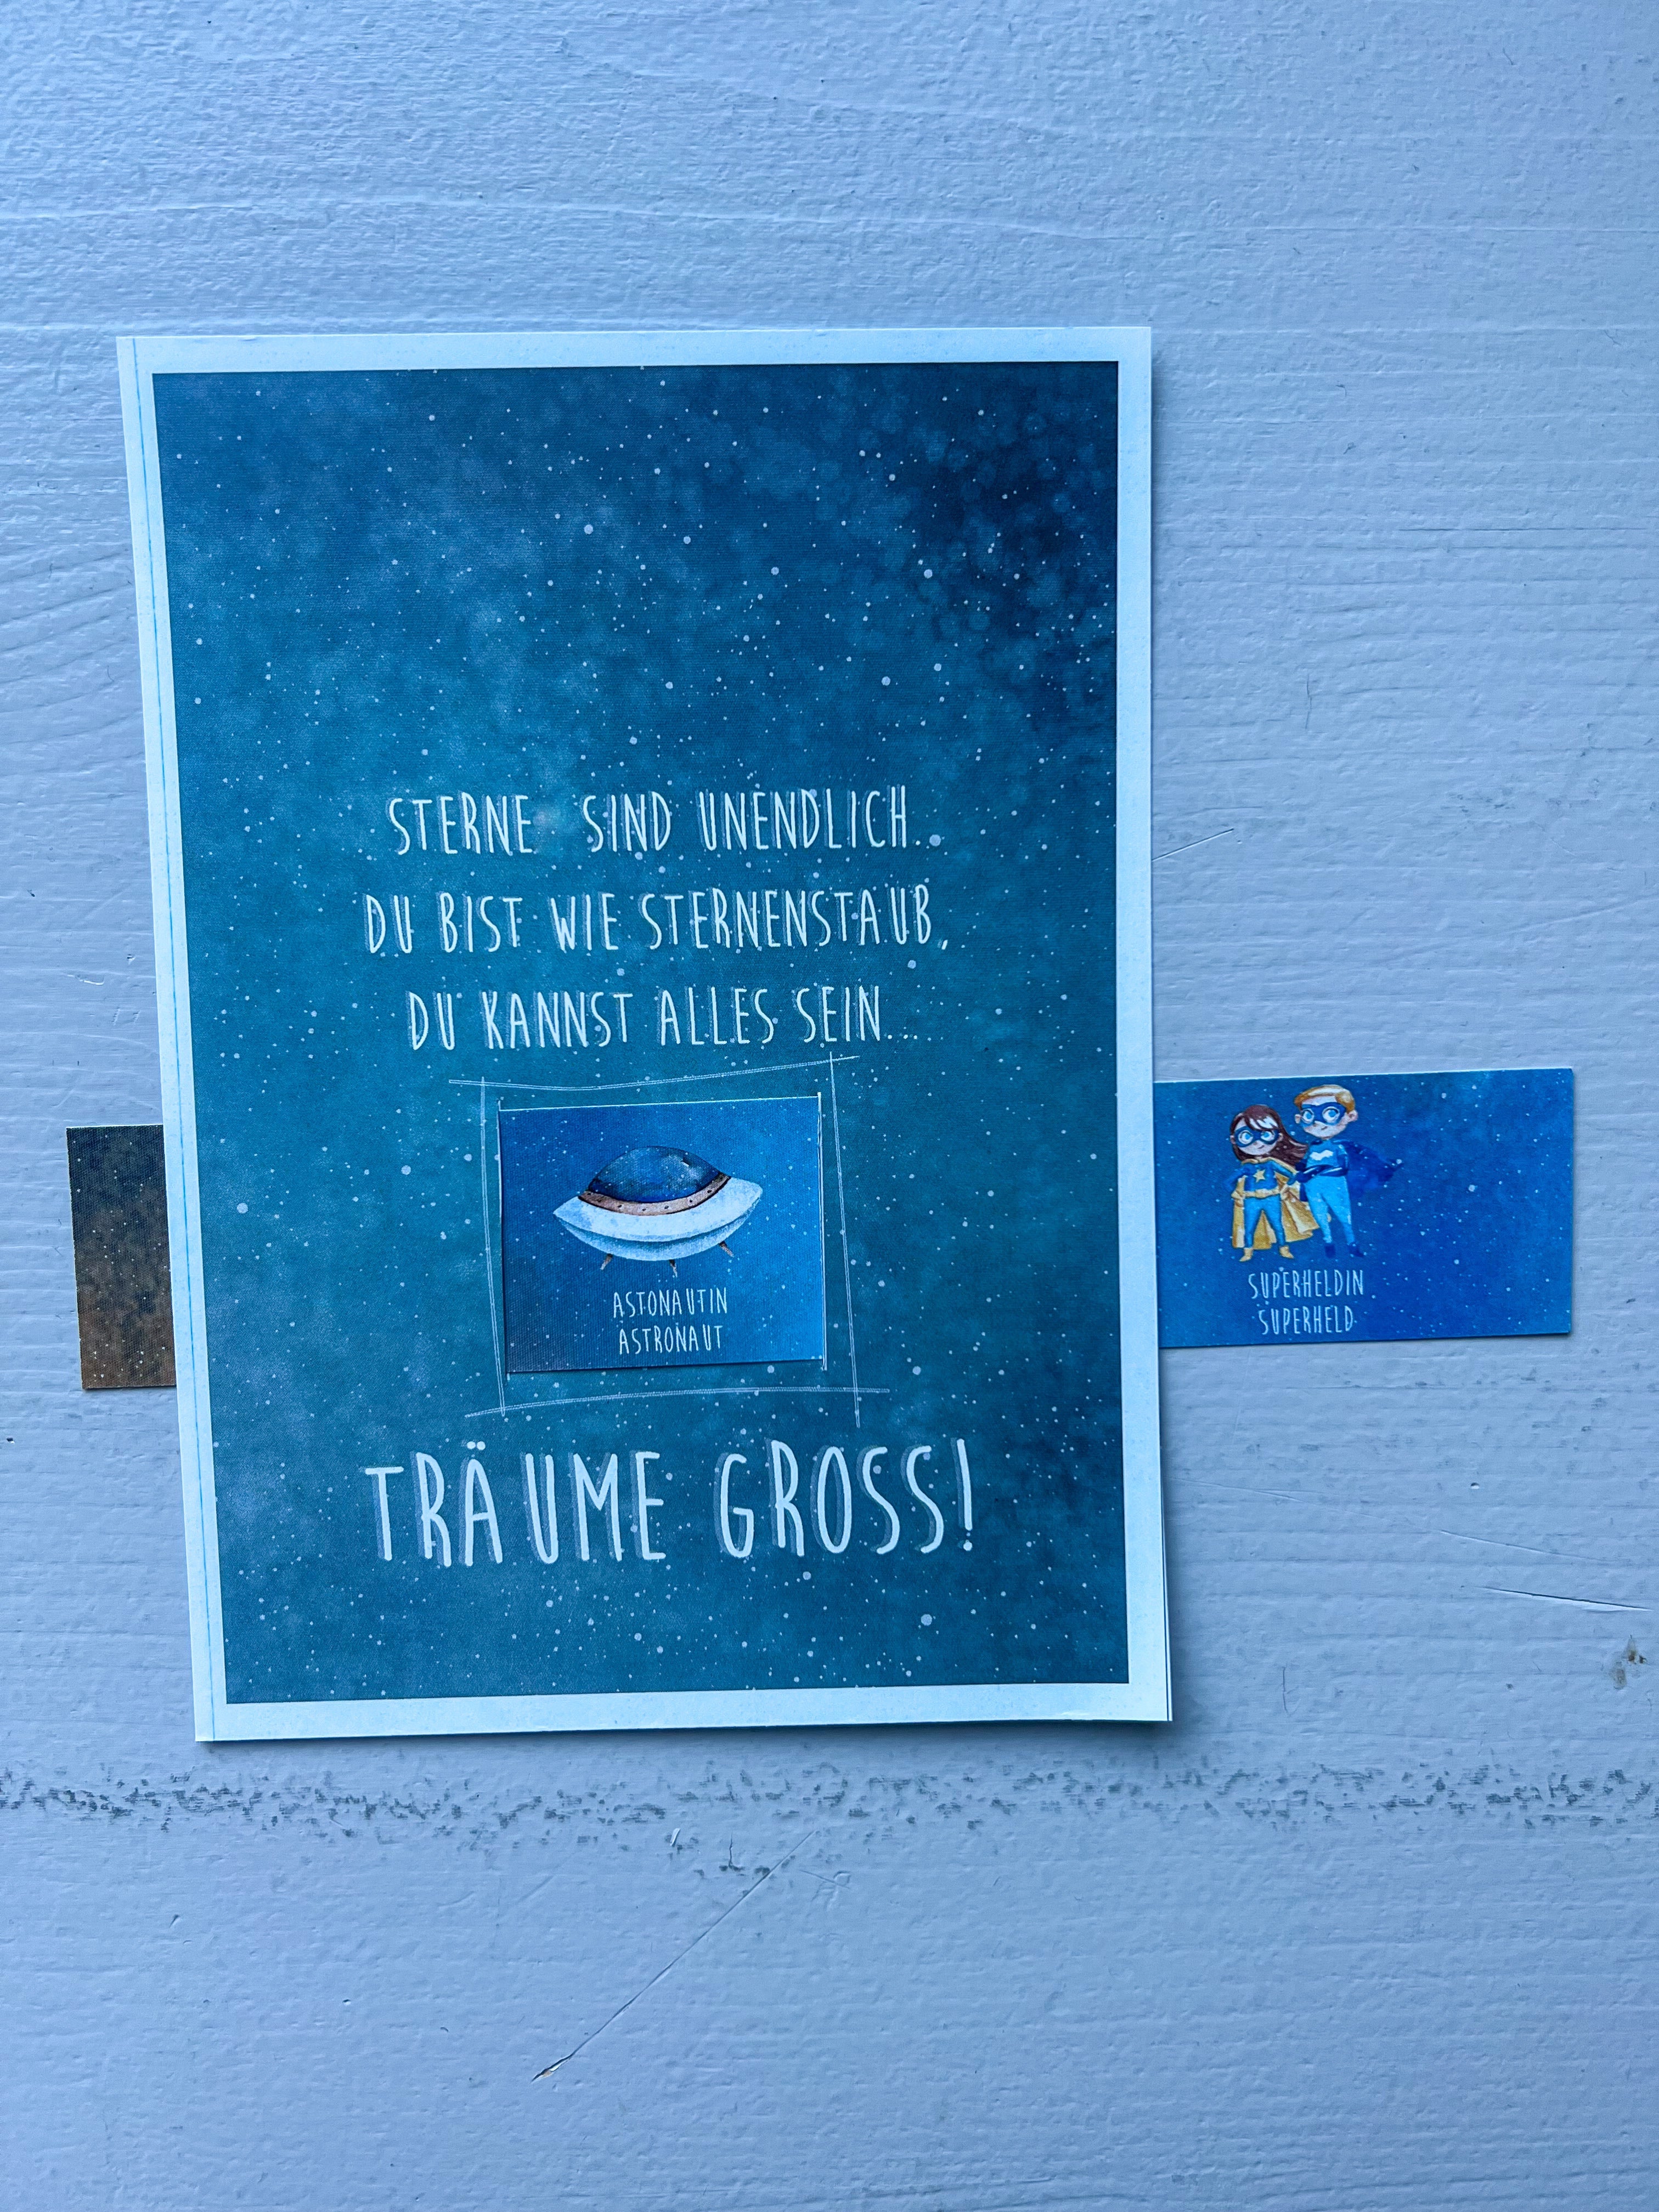 STERNE SIND UNENDLICH..
DU BIST WIE STERNENSTAUB,
DU KANNST ALLES SEIN...
ASTONAUTIN
ASTRONAUT
SUPERHELDIN
SUPERHELD
TRÄUME GROSS!